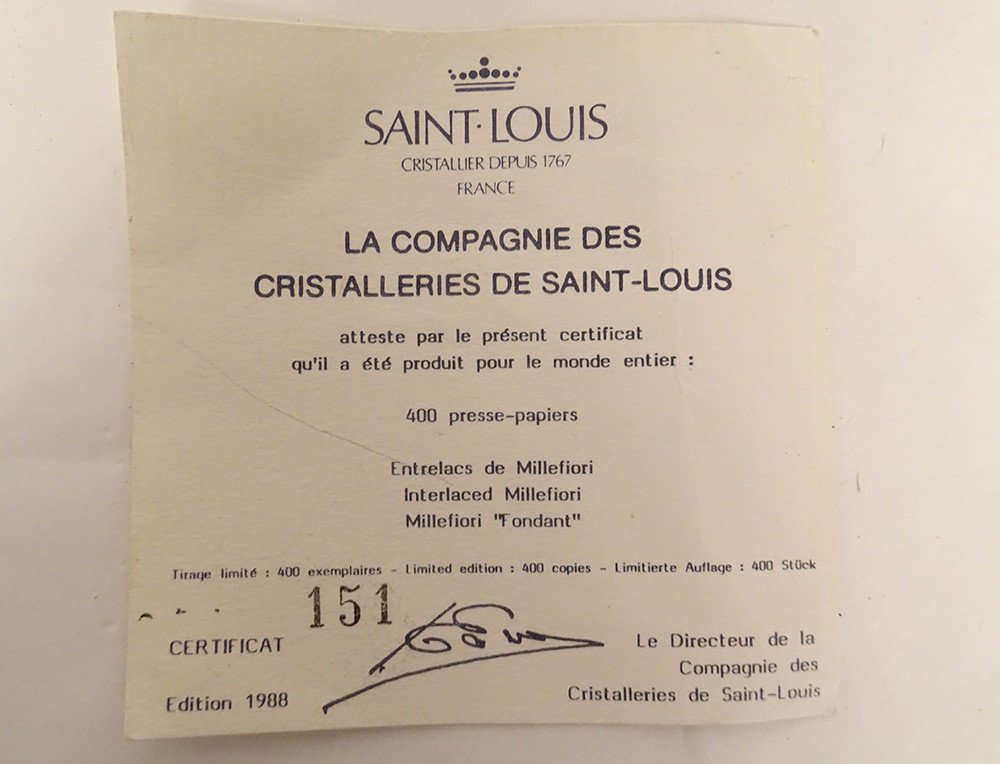 SAINT·LOUIS
CRISTALLIER DEPUIS 1767
FRANCE
LA COMPAGNIE DES
CRISTALLERIES DE SAINT-LOUIS
atteste par le présent certificat
qu'il a été produit pour le monde entier :
400 presse-papiers
Entrelacs de Millefiori
Interlaced Millefiori
Millefiori "Fondant"
Tirage limité : 400 exemplaires - Limited edition : 400 copies - Limitierte Auflage : 400 Stück
151
CERTIFICAT
Le Directeur de la
Compagnie des
Edition 1988
Cristalleries de Saint-Louis